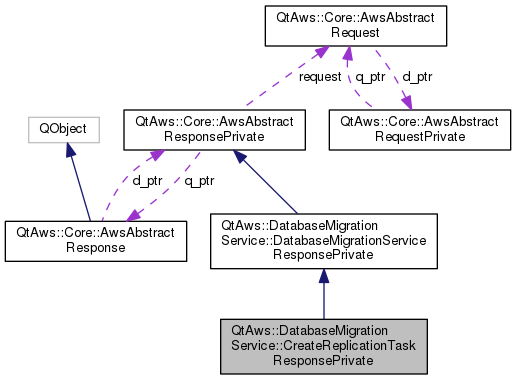 QtAws::Core::AwsAbstract
Request
request
q_ptr
d_ptr
QObject
QtAws::Core::AwsAbstract
ResponsePrivate
QtAws::Core::AwsAbstract
RequestPrivate
d_ptr
q_ptr
QtAws::Core::AwsAbstract
Response
QtAws::DatabaseMigration
Service::DatabaseMigrationService
ResponsePrivate
QtAws::DatabaseMigration
Service::CreateReplicationTask
ResponsePrivate